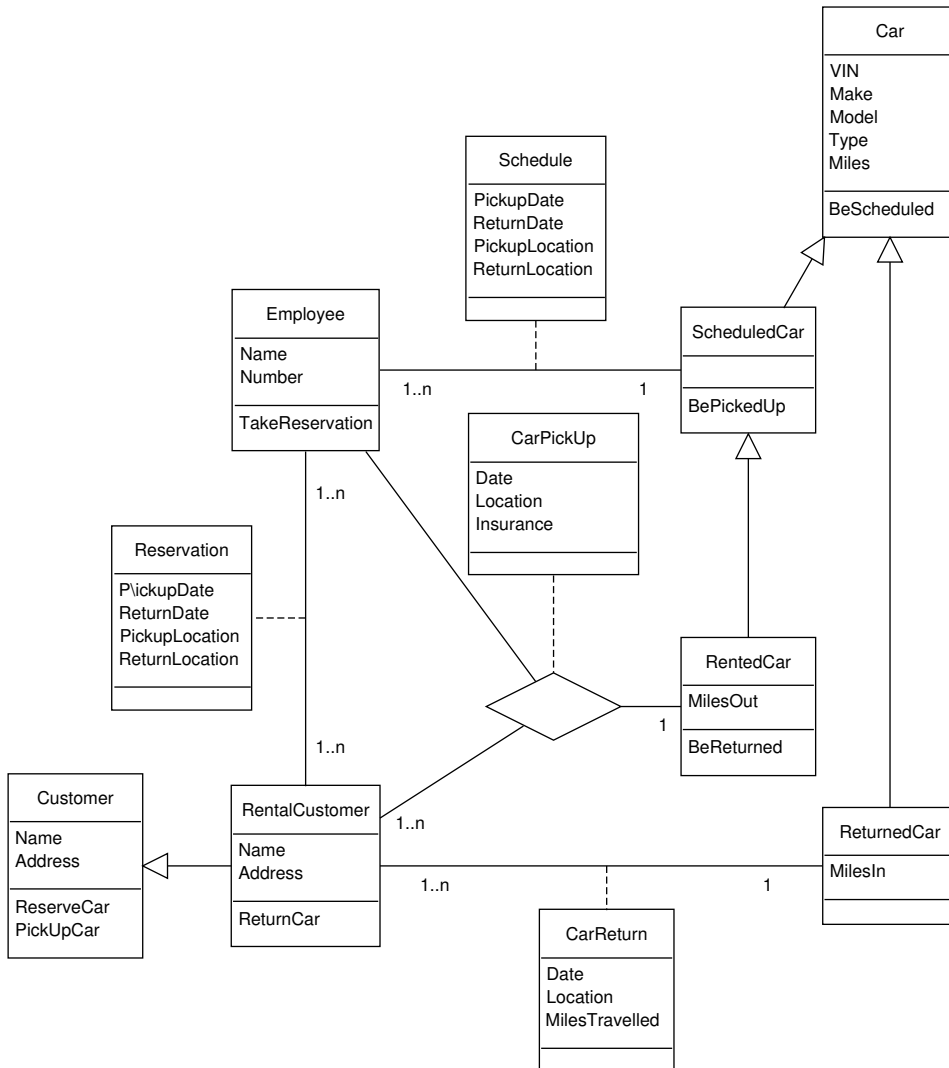 Car
VIN
Make
Model
Type
Miles
BeScheduled
Schedule
PickupDate
ReturnDate
PickupLocation
ReturnLocation
Employee
Name
Number
TakeReservation
ScheduledCar
BePickedUp
1..n
1
CarPickUp
Date
Location
Insurance
1..n
Reservation
P\ickupDate
ReturnDate
PickupLocation
ReturnLocation
RentedCar
MilesOut
BeReturned
1
1..n
Customer
Name
Address
ReserveCar
PickUpCar
RentalCustomer
Name
Address
ReturnCar
1..n
1..n
1
ReturnedCar
MilesIn
CarReturn
Date
Location
MilesTravelled